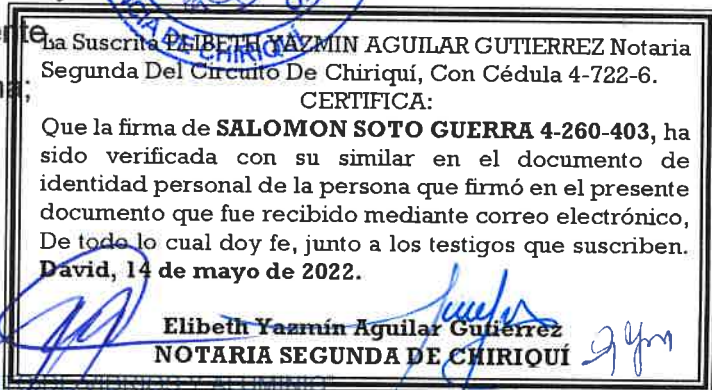 La Suscrita ELIBETH YAZMIN AGUILAR GUTIERREZ Notaria
Segunda Del Circuito De Chiriquí, Con Cédula 4-722-6.
CERTIFICA:
Que la firma de SALOMON SOTO GUERRA 4-260-403, ha
sido verificada con su similar en el documento de
identidad personal de la persona que firmó en el presente
documento que fue recibido mediante correo electrónico,
De todo lo cual doy fe, junto a los testigos que suscriben.
David, 14 de mayo de 2022.
Elibeth Yazmín Aguilar Gutiérrez
NOTARIA SEGUNDA DE CHIRIQUÍ
DE CHIRIQUÍ
Y ALUMINIO"